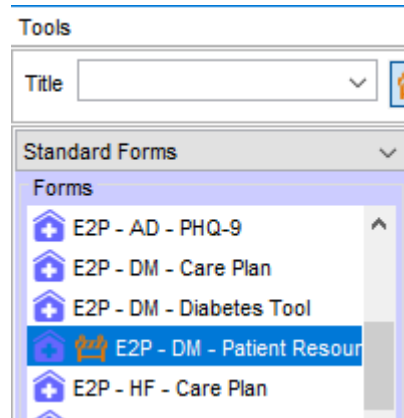 Tools
Title
Standard Forms
Forms
E2P - AD - PHQ-9
E2P - DM - Care Plan
E2P - DM - Diabetes Tool
E2P - DM - Patient Resour
E2P - HF - Care Plan